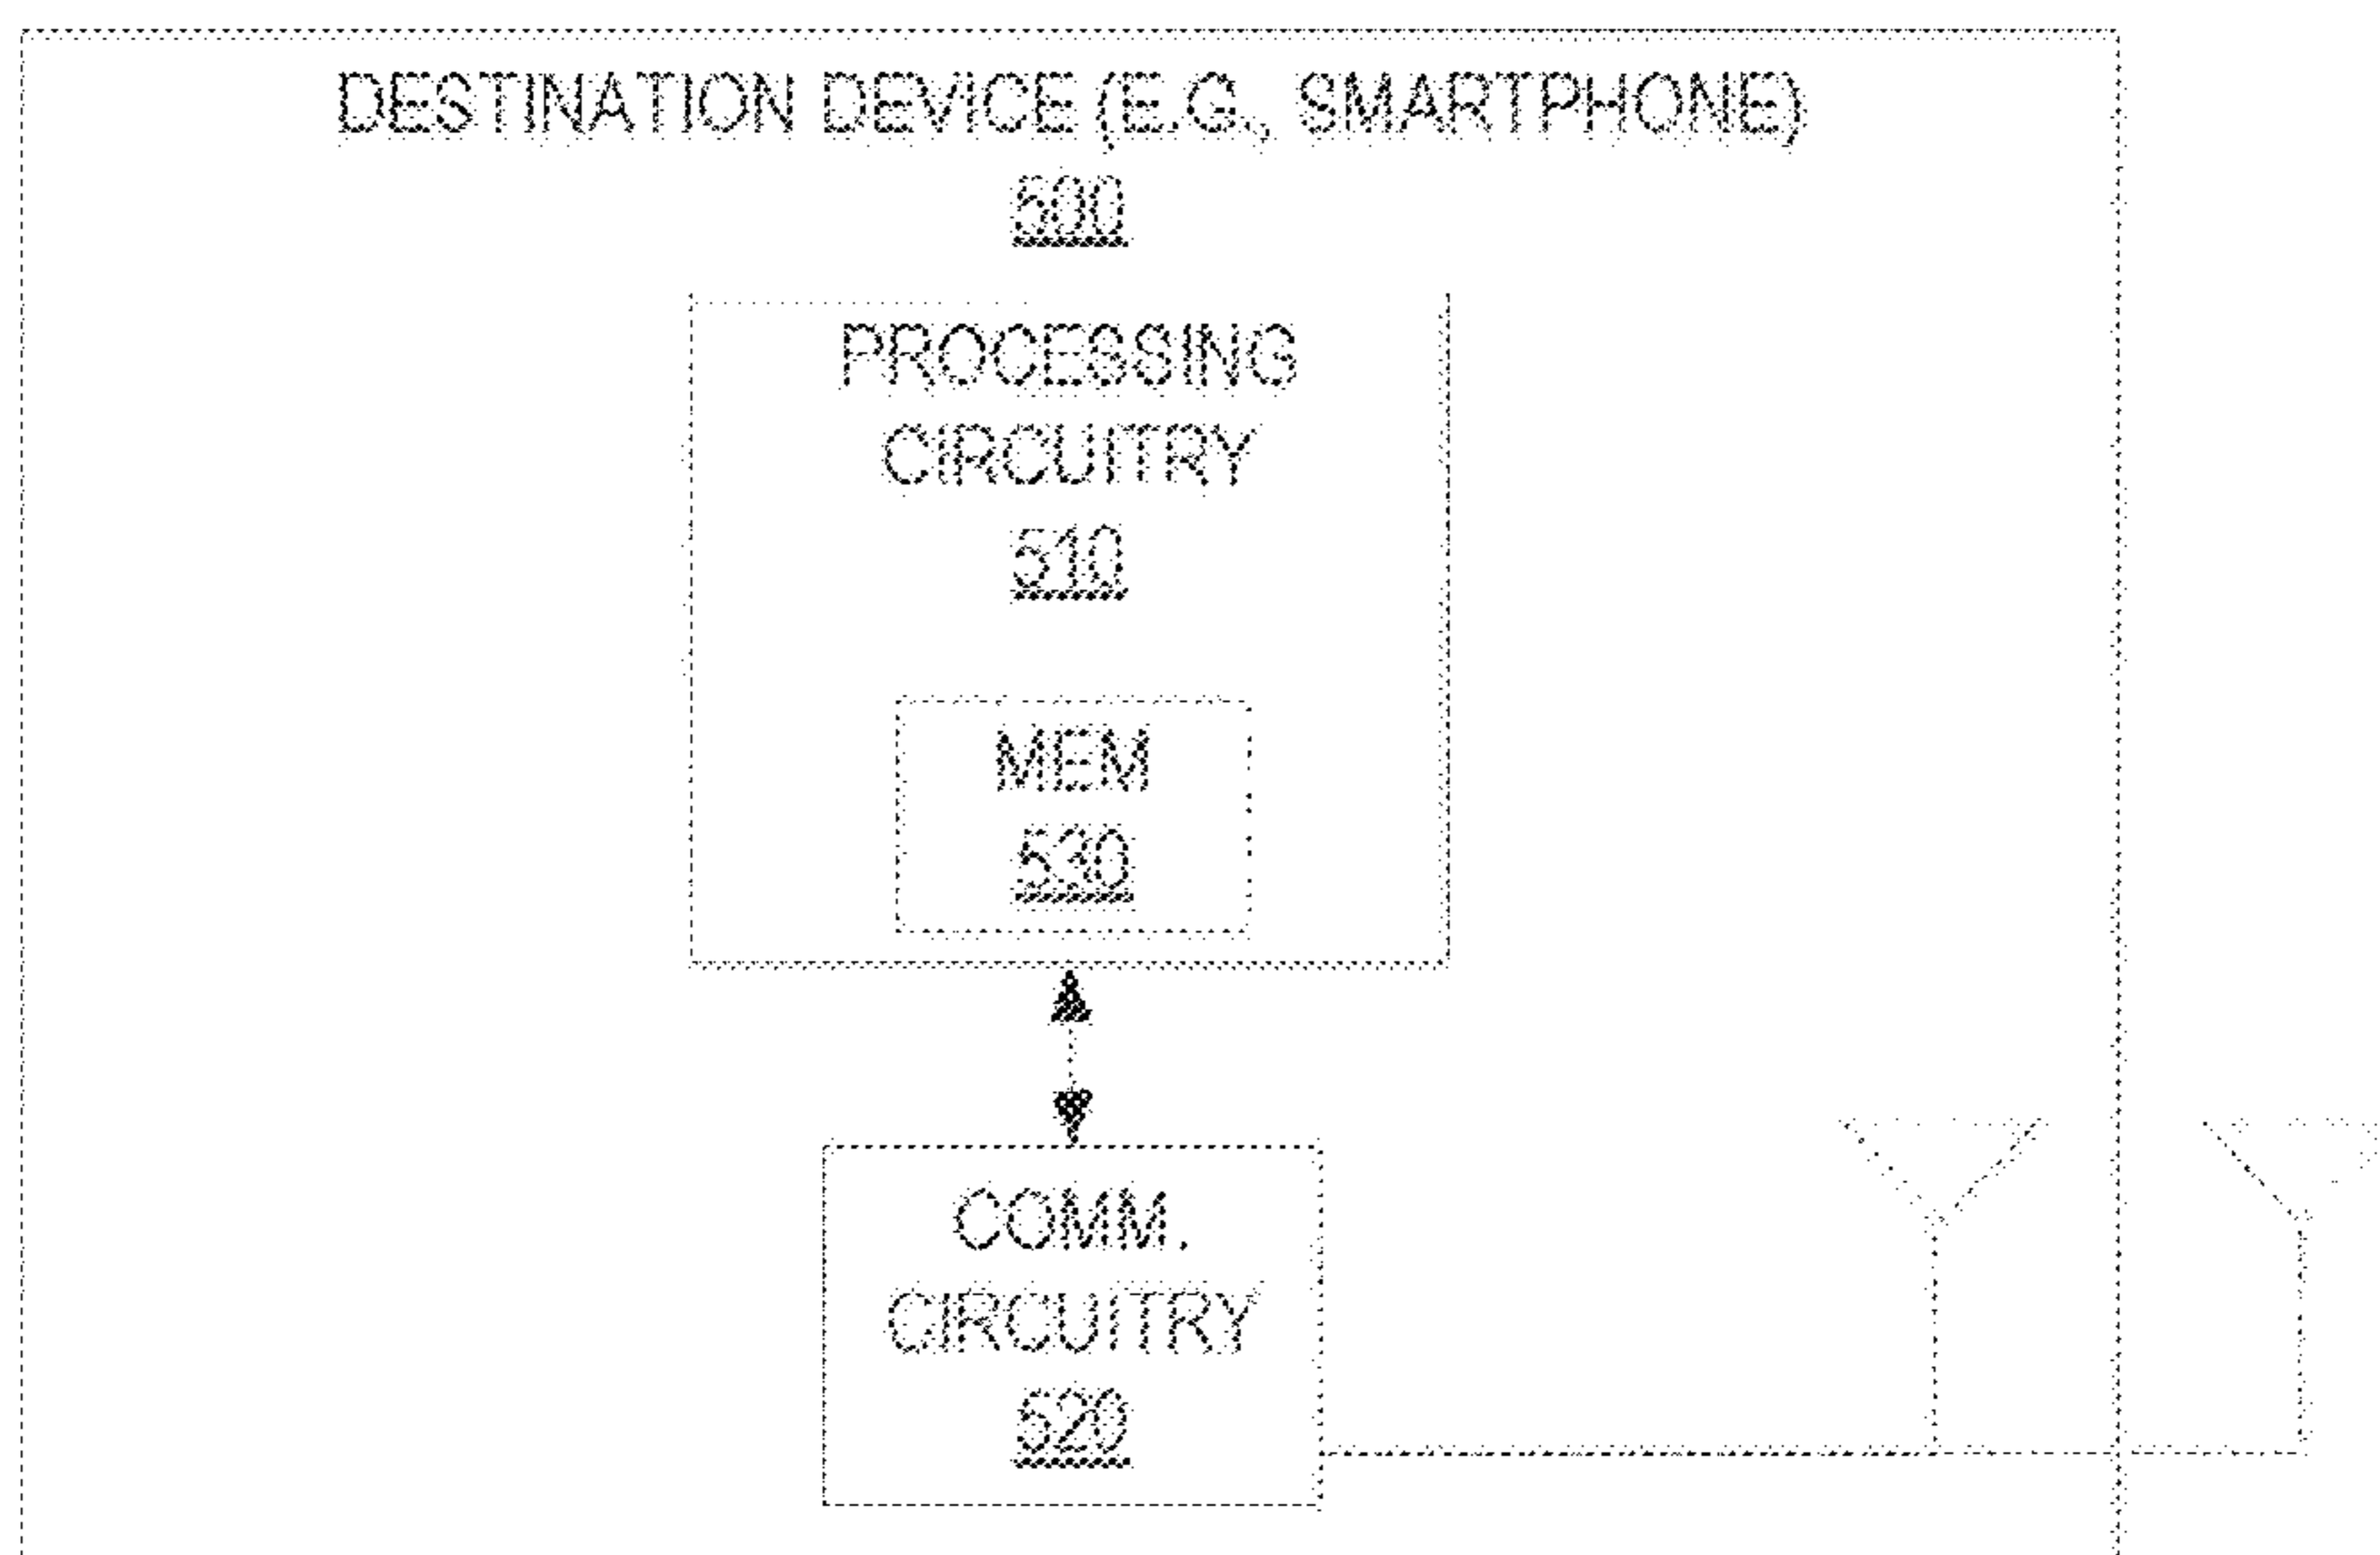 DESTINATION DEVICE (E.G., SMARTPHONE)
500
PROCESSING
CIRCUITRY
510
MEM
530
COMM.
CIRCUITRY
520